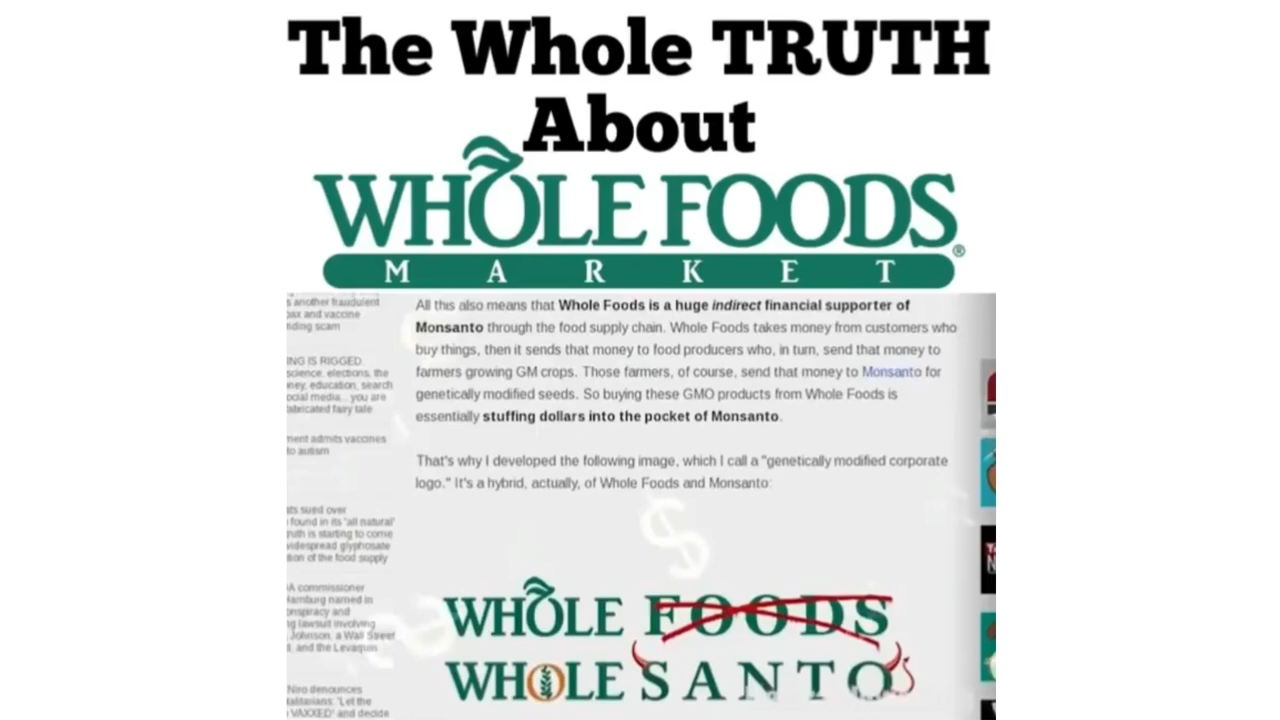 The Whole TRUTH
About
WHOLE FOODS
®
MARKET
s another fraudulent
pax and vaccine
nding scam
ING IS RIGGED:
science, elections, the
ney, education, search
ocial media... you are
fabricated fairy tale
ment admits vaccines
to autism
ats sued over
found in its 'all natural'
ruth is starting to come
videspread glyphosate
tion of the food supply
A commissioner
Hamburg named in
onspiracy and
ng lawsuit involving
Johnson, a Wall Street
, and the Levaquin
Niro denounces
talitarians: 'Let the
VAXXED' and decide
All this also means that Whole Foods is a huge indirect financial supporter of
Monsanto through the food supply chain. Whole Foods takes money from customers who
buy things, then it sends that money to food producers who, in turn, send that money to
farmers growing GM crops. Those farmers, of course, send that money to Monsanto for
genetically modified seeds. So buying these GMO products from Whole Foods is
essentially stuffing dollars into the pocket of Monsanto.
That's why I developed the following image, which I call a "genetically modified corporate
logo." It's a hybrid, actually, of Whole Foods and Monsanto:
$
WHOLE FOODS
WHOLESANTO